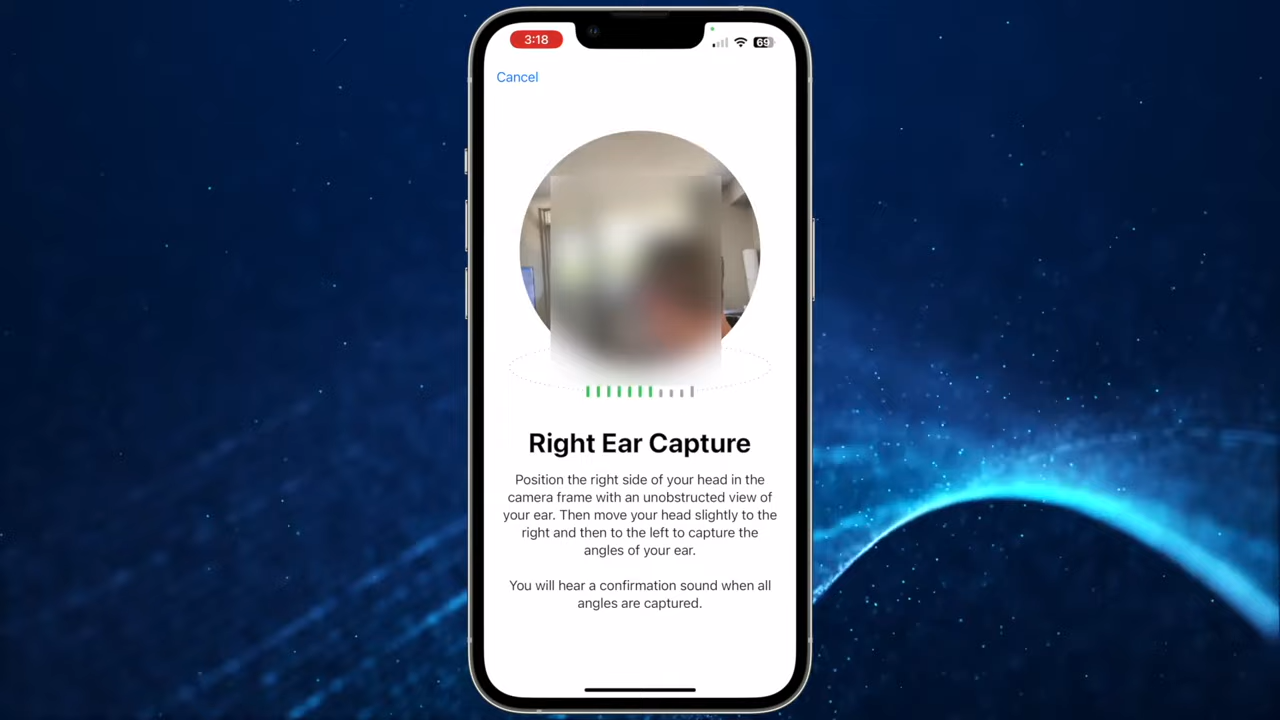 3:18
69
Cancel
Right Ear Capture
Position the right side of your head in the
camera frame with an unobstructed view of
your ear. Then move your head slightly to the
right and then to the left to capture the
angles of your ear.
You will hear a confirmation sound when all
angles are captured.